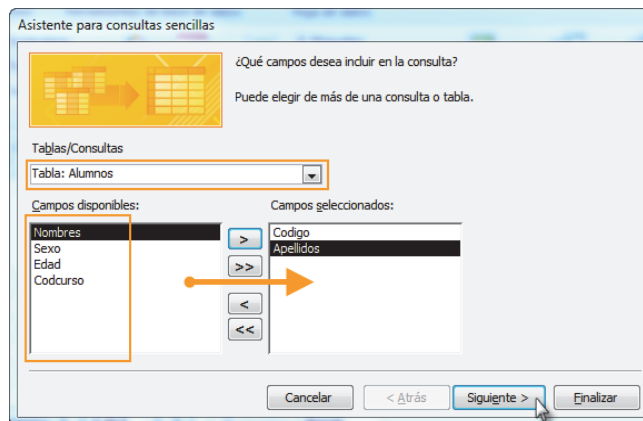 Asistente para consultas sencillas
¿Qué campos desea incluir en la consulta?
Puede elegir de más de una consulta o tabla.
Tablas/Consultas
Tabla: Alumnos
Campos disponibles:
Campos seleccionados:
Nombres
Sexo
Edad
Codcurso
>
>>
<
<<
Codigo
Apellidos
Cancelar
< Atrás
Siguiente >
Finalizar